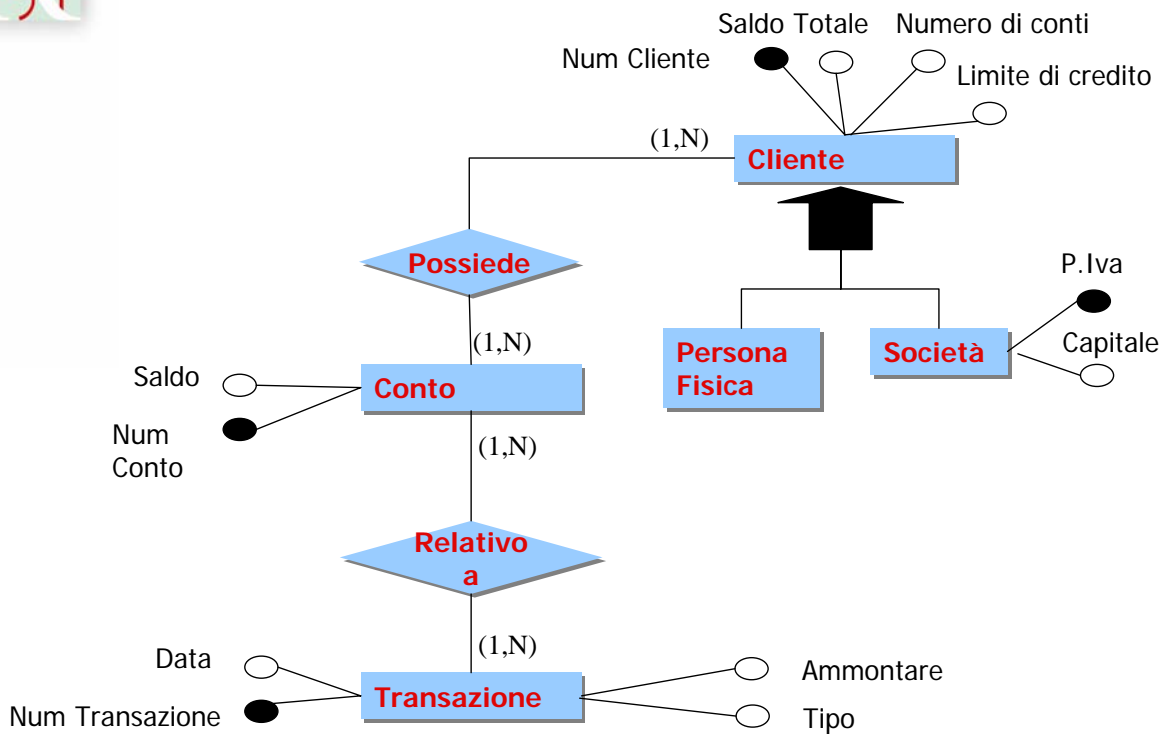 Saldo Totale
Numero di conti
Num Cliente
Limite di credito
(1,N)
Cliente
Possiede
P.Iva
(1,N)
Persona
Fisica
Società
Capitale
Saldo
Conto
Num
Conto
(1,N)
Relativo
a
(1,N)
Data
Ammontare
Transazione
Num Transazione
Tipo